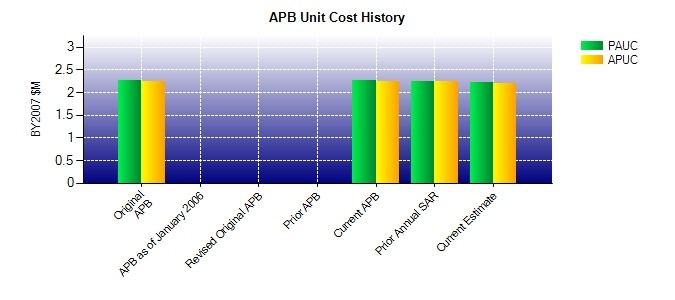 APB Unit Cost History
PAUC
APUC
BY2007 $M
3
2.5
2
1.5
1
0.5
0
Original
APB
APB as of January 2006
Revised Original APB
Prior APB
Current APB
Prior Annual SAR
Current Estimate